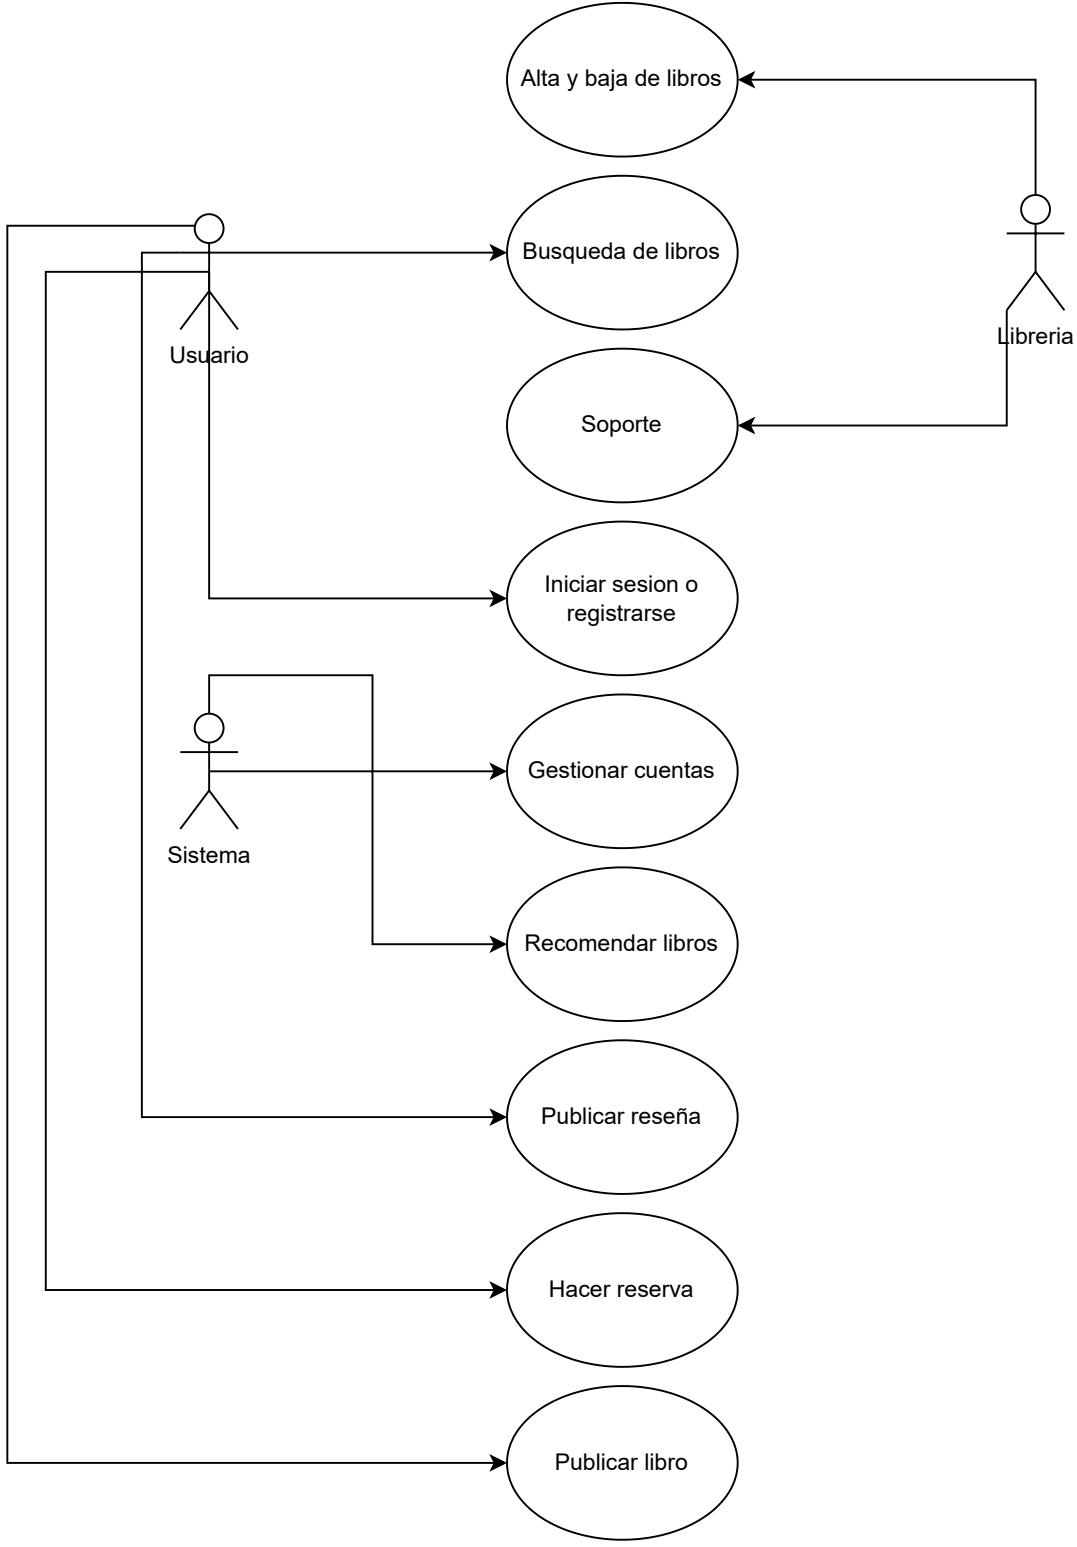 Alta y baja de libros
Busqueda de libros
Usuario
Libreria
Soporte
Iniciar sesion o
registrarse
Gestionar cuentas
Sistema
Recomendar libros
Publicar reseña
Hacer reserva
Publicar libro